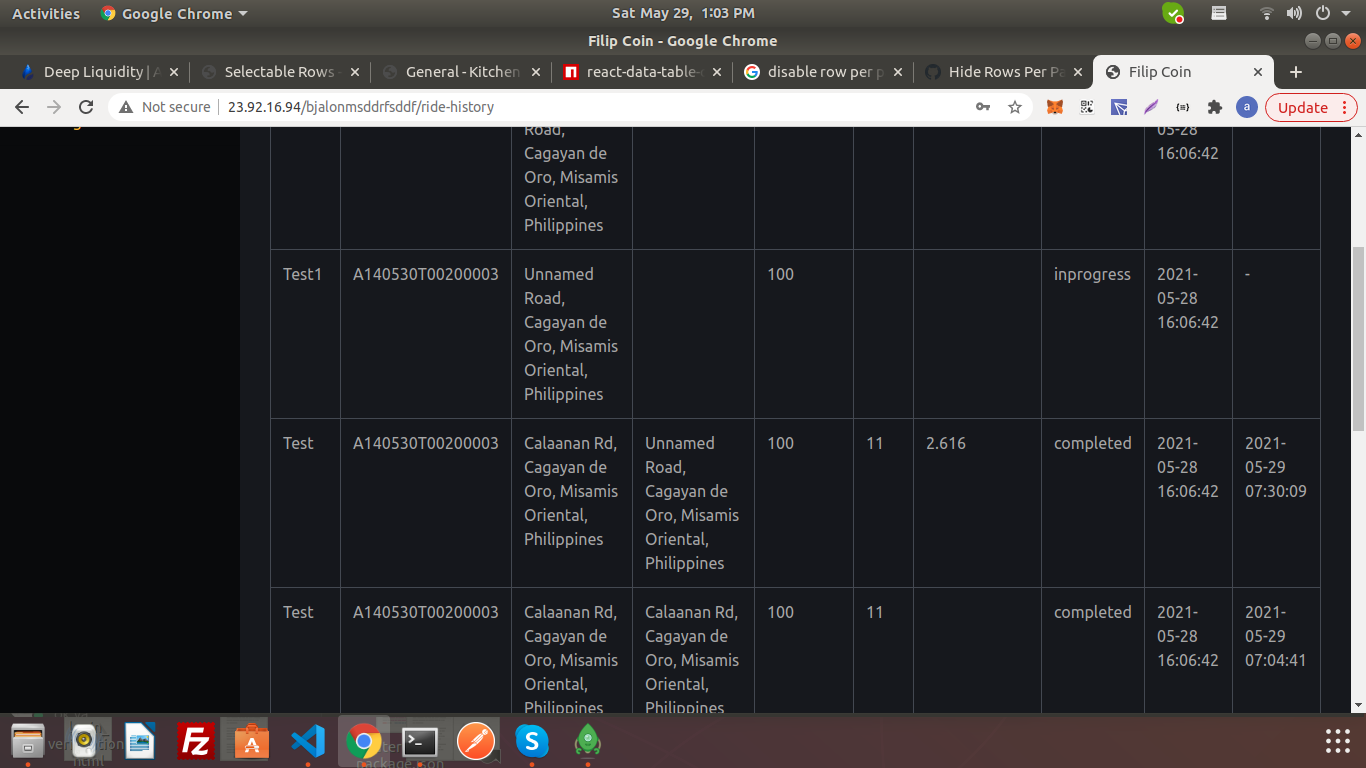 Activities Google Chrome Sat May 29, 1:03 PM
Filip Coin - Google Chrome
Deep Liquidity | A Selectable Rows - General - Kitchen react-data-table- disable row per p Hide Rows Per Pa Filip Coin
Not secure 23.92.16.94/bjalonmsddrfsddf/ride-history a Update
Road, 05-28
Cagayan de 16:06:42
Oro, Misamis
Oriental,
Philippines
Test1 A140530T00200003 Unnamed 100 inprogress 2021- -
Road, 05-28
Cagayan de 16:06:42
Oro, Misamis
Oriental,
Philippines
Test A140530T00200003 Calaanan Rd, Unnamed 100 11 2.616 completed 2021- 2021-
Cagayan de Road, 05-28 05-29
Oro, Misamis Cagayan de 16:06:42 07:30:09
Oriental, Oro, Misamis
Philippines Oriental,
Philippines
Test A140530T00200003 Calaanan Rd, Calaanan Rd, 100 11 completed 2021- 2021-
Cagayan de Cagayan de 05-28 05-29
Oro, Misamis Oro, Misamis 16:06:42 07:04:41
Oriental, Oriental,
Philippines Philippines
Fz
html
package.json